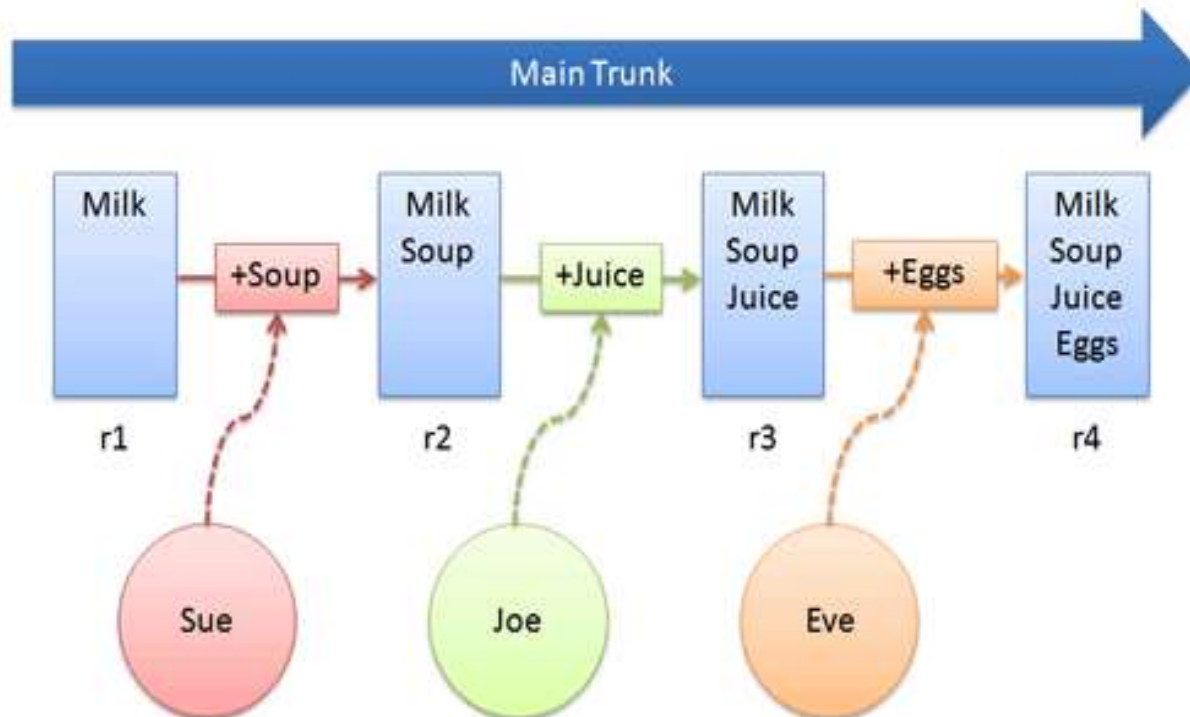 Main Trunk
Milk
+Soup
Milk
Soup
+Juice
Milk
Soup
Juice
+Eggs
Milk
Soup
Juice
Eggs
r1
r2
r3
r4
Sue
Joe
Eve